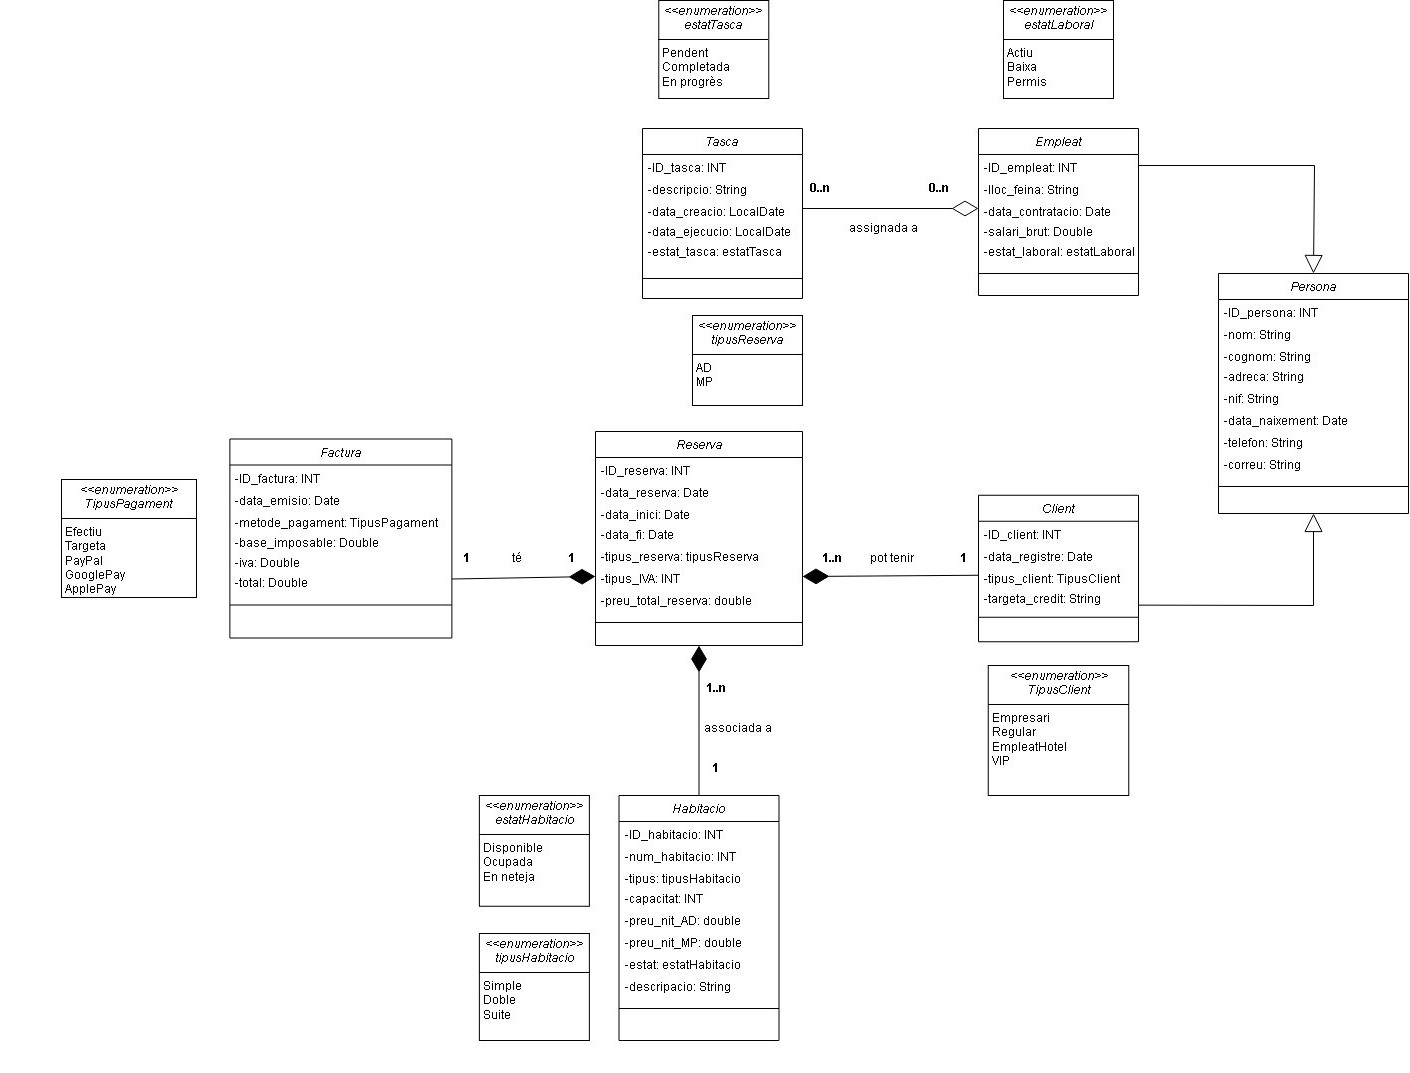 <<enumeration>>
estatTasca
Pendent
Completada
En progrès
<<enumeration>>
estatLaboral
Actiu
Baixa
Permis
Tasca
-ID_tasca: INT
-descripcio: String
-data_creacio: LocalDate
-data_ejecucio: LocalDate
-estat_tasca: estatTasca
0..n
0..n
assignada a
Empleat
-ID_empleat: INT
-lloc_feina: String
-data_contratacio: Date
-salari_brut: Double
-estat_laboral: estatLaboral
Persona
-ID_persona: INT
-nom: String
-cognom: String
-adreca: String
-nif: String
-data_naixement: Date
-telefon: String
-correu: String
<<enumeration>>
tipusReserva
AD
MP
<<enumeration>>
TipusPagament
Efectiu
Targeta
PayPal
GooglePay
ApplePay
Factura
-ID_factura: INT
-data_emisio: Date
-metode_pagament: TipusPagament
-base_imposable: Double
-iva: Double
-total: Double
1
té
1
Reserva
-ID_reserva: INT
-data_reserva: Date
-data_inici: Date
-data_fi: Date
-tipus_reserva: tipusReserva
-tipus_IVA: INT
-preu_total_reserva: double
1..n
pot tenir
1
Client
-ID_client: INT
-data_registre: Date
-tipus_client: TipusClient
-targeta_credit: String
<<enumeration>>
TipusClient
Empresari
Regular
EmpleatHotel
VIP
1..n
associada a
1
<<enumeration>>
estatHabitacio
Disponible
Ocupada
En neteja
<<enumeration>>
tipusHabitacio
Simple
Doble
Suite
Habitacio
-ID_habitacio: INT
-num_habitacio: INT
-tipus: tipusHabitacio
-capacitat: INT
-preu_nit_AD: double
-preu_nit_MP: double
-estat: estatHabitacio
-descripacio: String